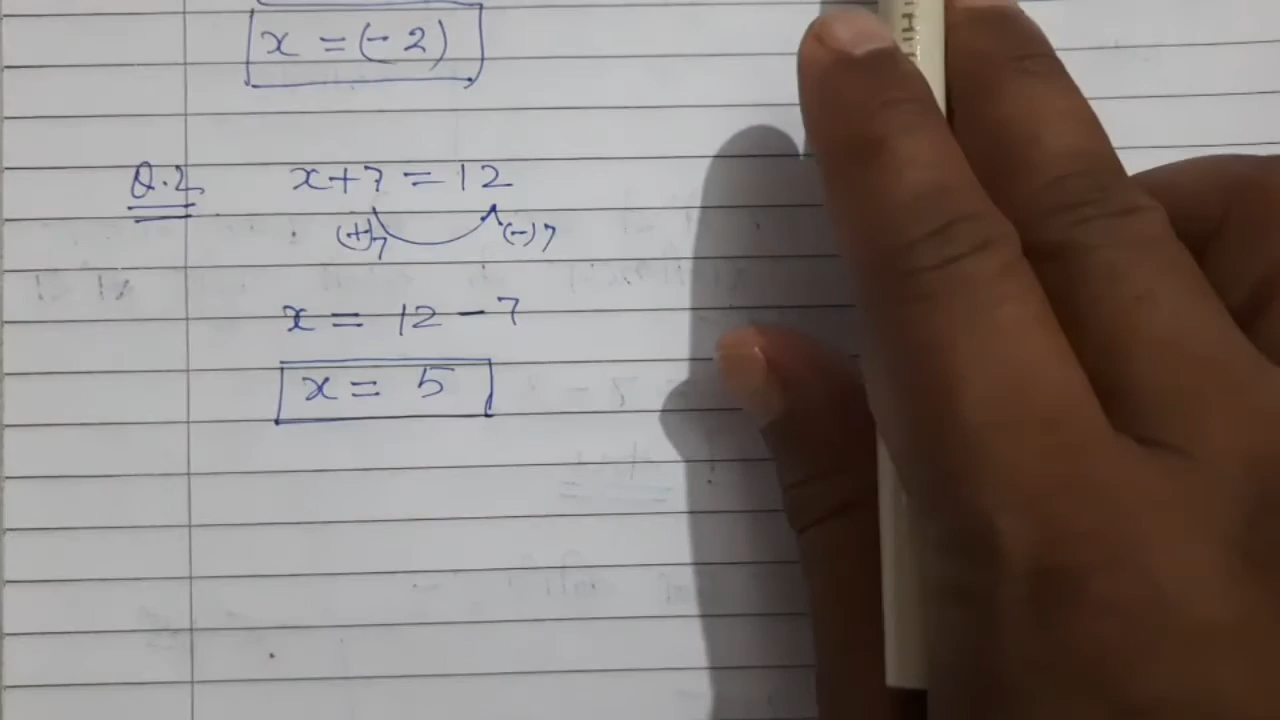 x = (-2)
Q.2 x+7 = 12
(+)7 (-)7
x = 12 - 7
x = 5